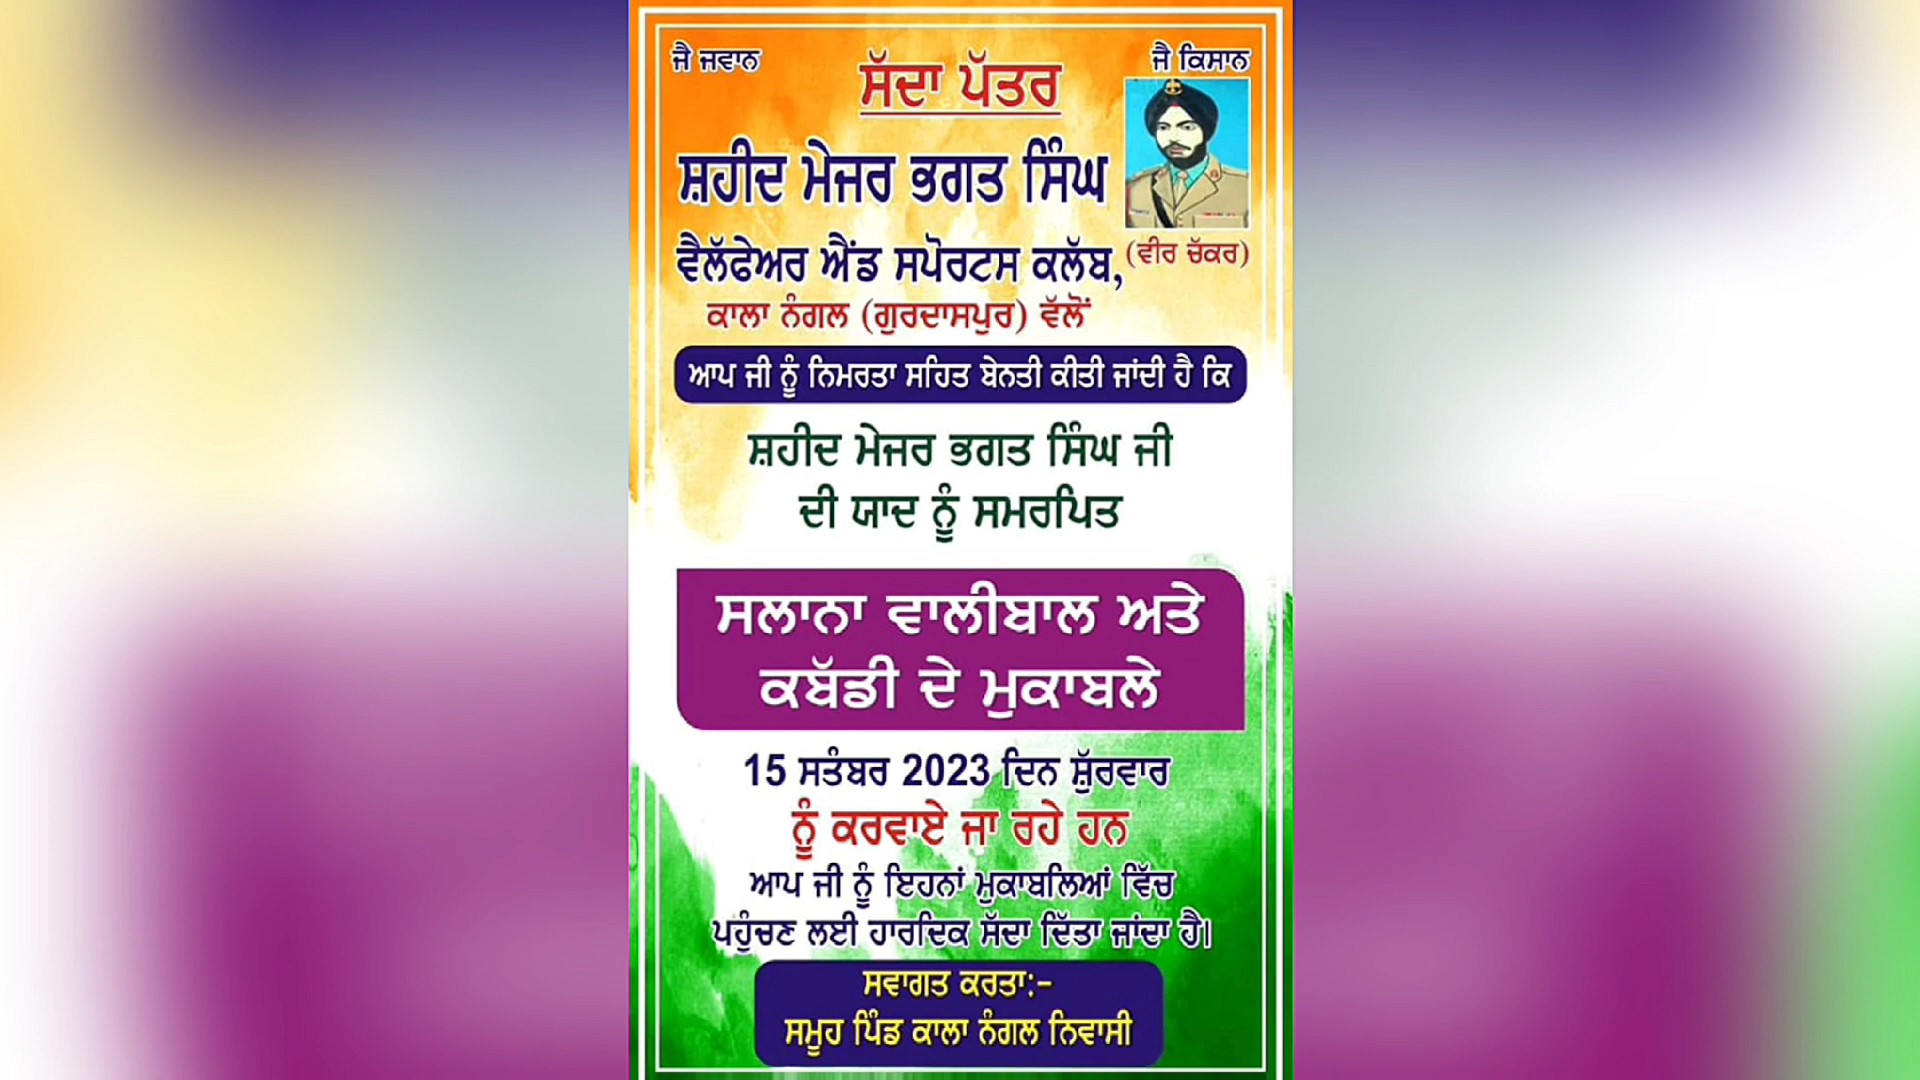 ਜੈ ਜਵਾਨ
ਜੈ ਕਿਸਾਨ
ਸੱਦਾ ਪੱਤਰ
ਸ਼ਹੀਦ ਮੇਜਰ ਭਗਤ ਸਿੰਘ
(ਵੀਰ ਚੱਕਰ)
ਵੈਲੱਫੇਅਰ ਐਂਡ ਸਪੋਰਟਸ ਕਲੱਬ,
ਕਾਲਾ ਨੰਗਲ (ਗੁਰਦਾਸਪੁਰ) ਵੱਲੋਂ
ਆਪ ਜੀ ਨੂੰ ਨਿਮਰਤਾ ਸਹਿਤ ਬੇਨਤੀ ਕੀਤੀ ਜਾਂਦੀ ਹੈ ਕਿ
ਸ਼ਹੀਦ ਮੇਜਰ ਭਗਤ ਸਿੰਘ ਜੀ
ਦੀ ਯਾਦ ਨੂੰ ਸਮਰਪਿਤ
ਸਲਾਨਾ ਵਾਲੀਬਾਲ ਅਤੇ
ਕਬੱਡੀ ਦੇ ਮੁਕਾਬਲੇ
15 ਸਤੰਬਰ 2023 ਦਿਨ ਸ਼ੁੱਰਵਾਰ
ਨੂੰ ਕਰਵਾਏ ਜਾ ਰਹੇ ਹਨ
ਆਪ ਜੀ ਨੂੰ ਇਹਨਾਂ ਮੁਕਾਬਲਿਆਂ ਵਿੱਚ
ਪਹੁੰਚਣ ਲਈ ਹਾਰਦਿਕ ਸੱਦਾ ਦਿੱਤਾ ਜਾਂਦਾ ਹੈ।
ਸਵਾਗਤ ਕਰਤਾ:-
ਸਮੂਹ ਪਿੰਡ ਕਾਲਾ ਨੰਗਲ ਨਿਵਾਸੀ